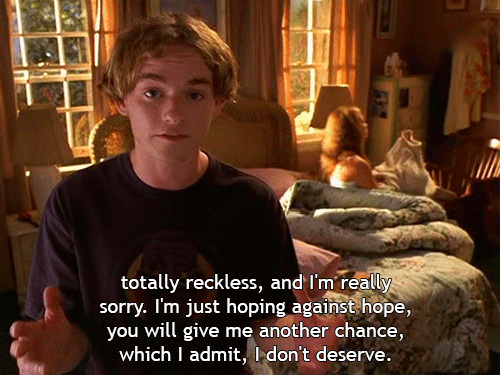 totally reckless, and I'm really
sorry. I'm just hoping against hope,
you will give me another chance,
which I admit, I don't deserve.